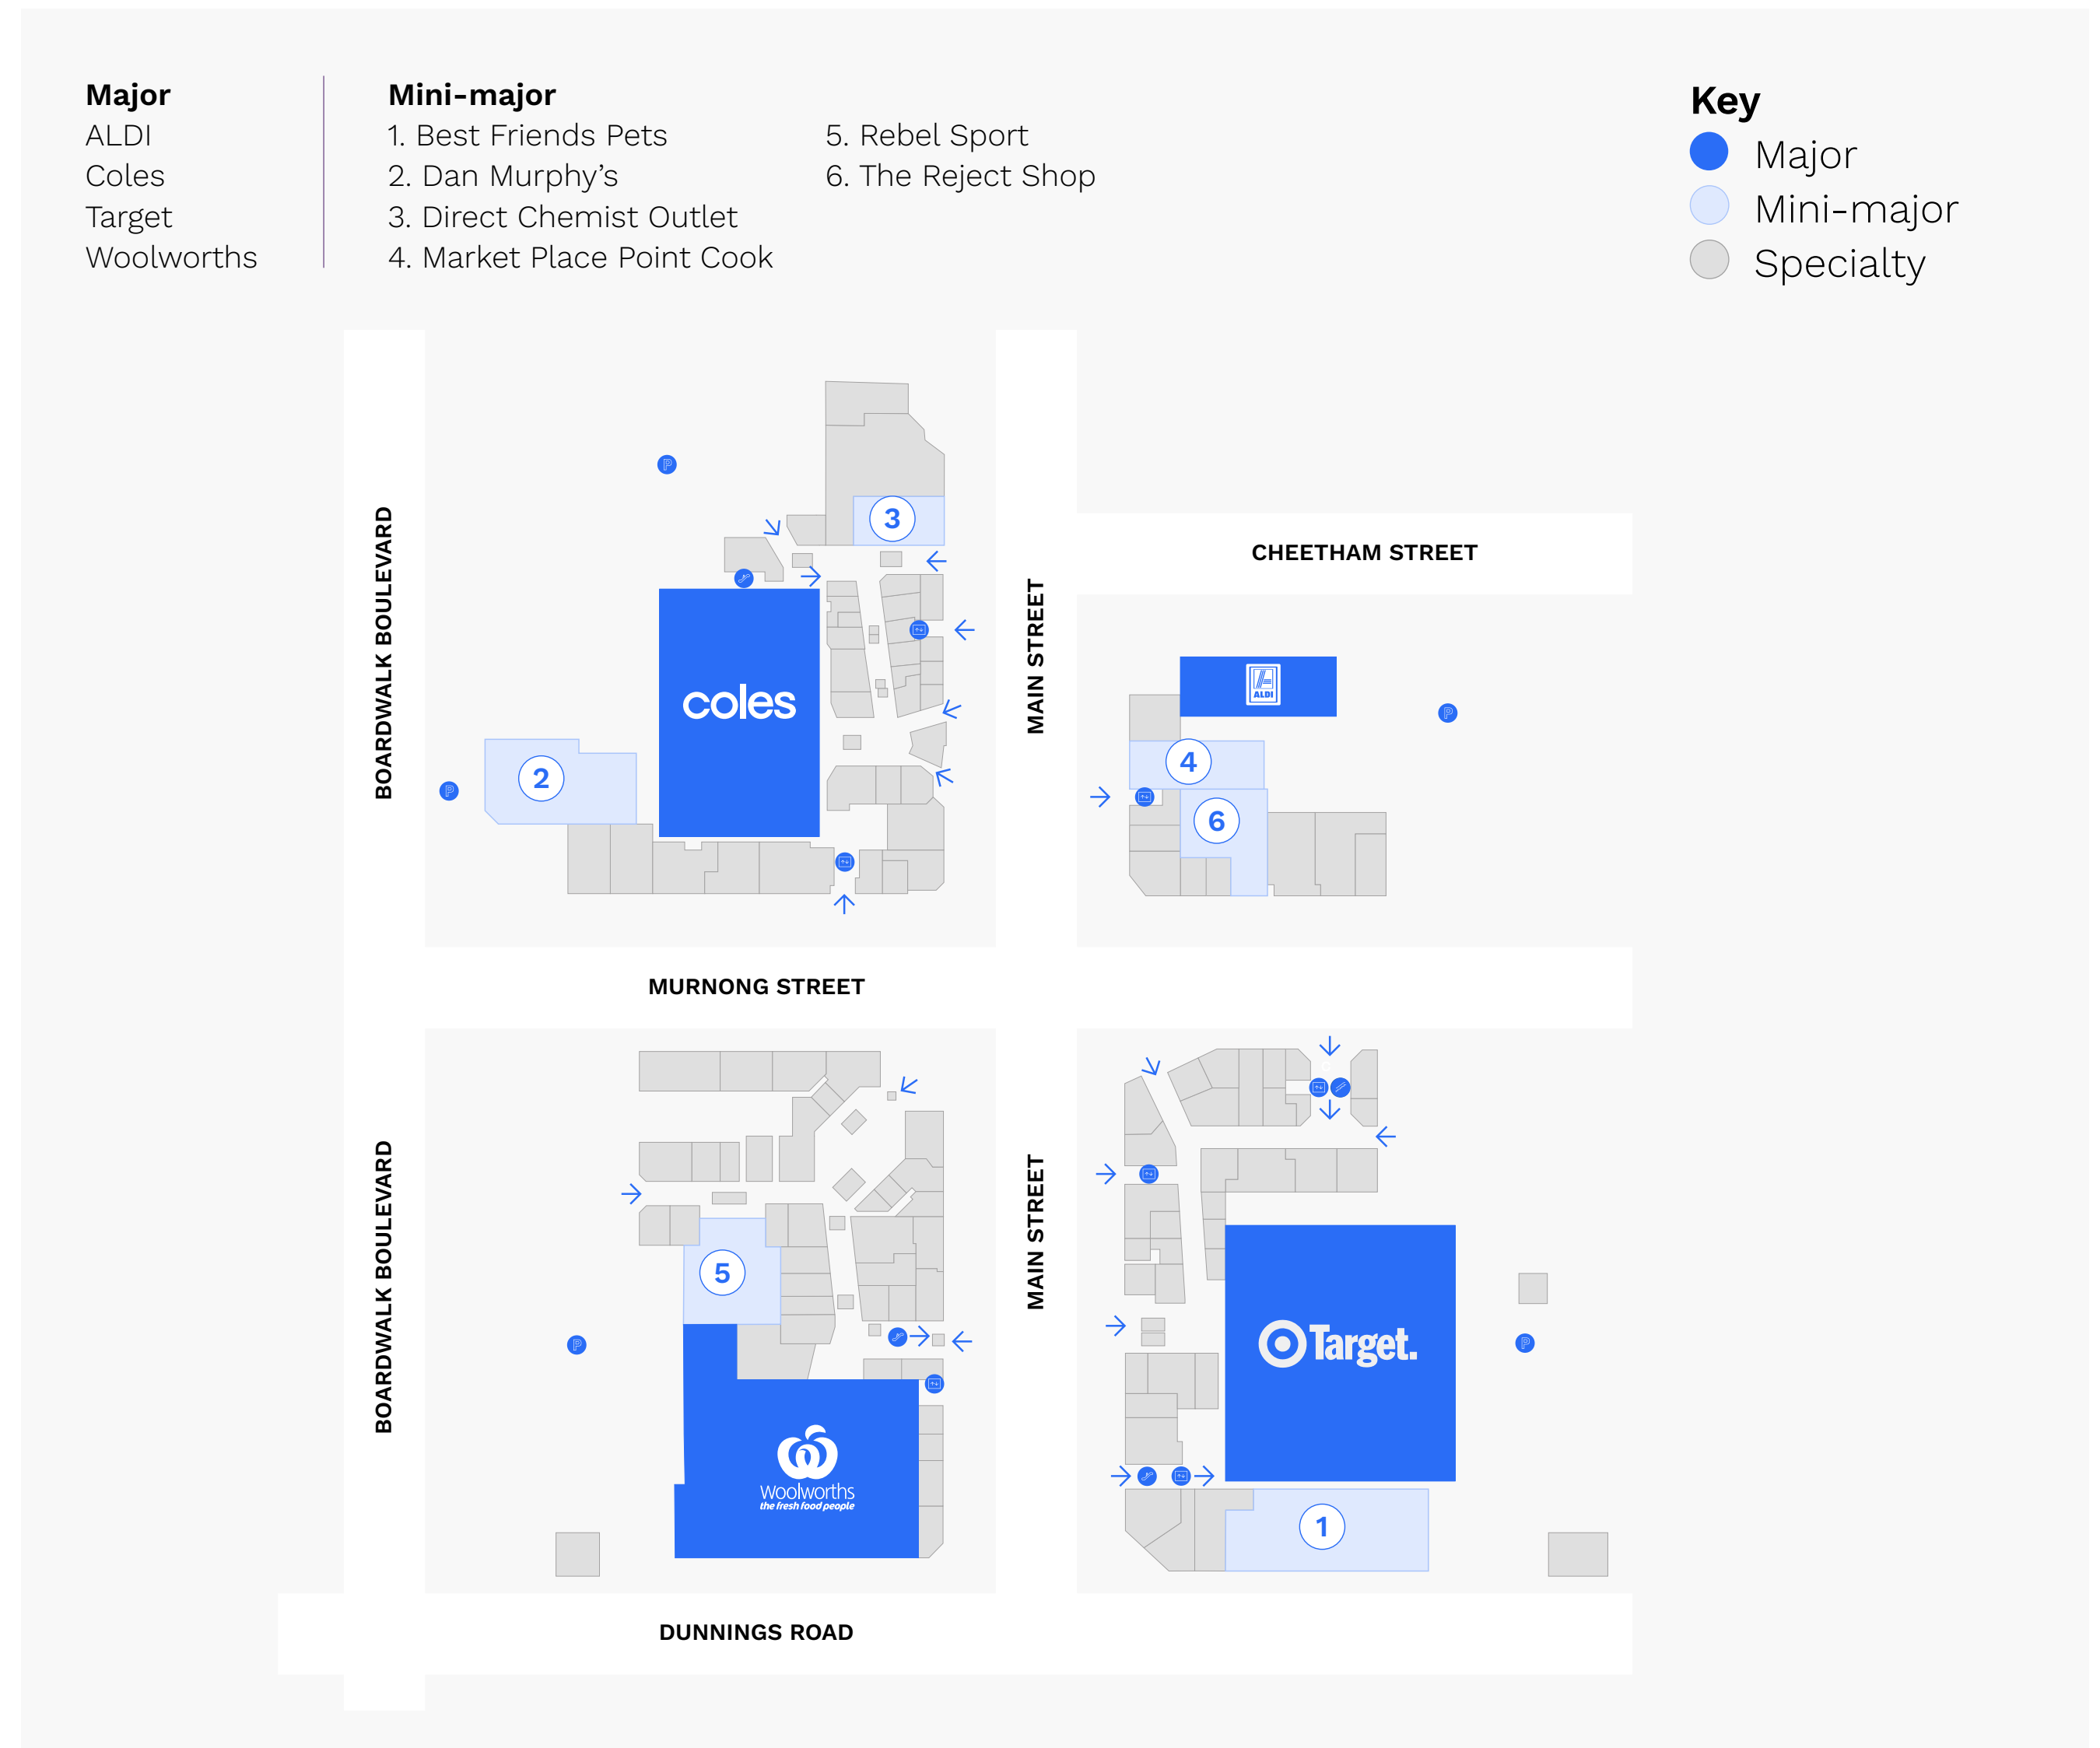 Major
ALDI
Coles
Target
Woolworths
Mini-major
1. Best Friends Pets
2. Dan Murphy’s
3. Direct Chemist Outlet
4. Market Place Point Cook
5. Rebel Sport
6. The Reject Shop
Key
Major
Mini-major
Specialty
BOARDWALK BOULEVARD
MAIN STREET
CHEETHAM STREET
P
3
coles
ALDI
P
2
P
4
6
MURNONG STREET
BOARDWALK BOULEVARD
MAIN STREET
5
P
Target.
P
Woolworths
the fresh food people
1
DUNNINGS ROAD